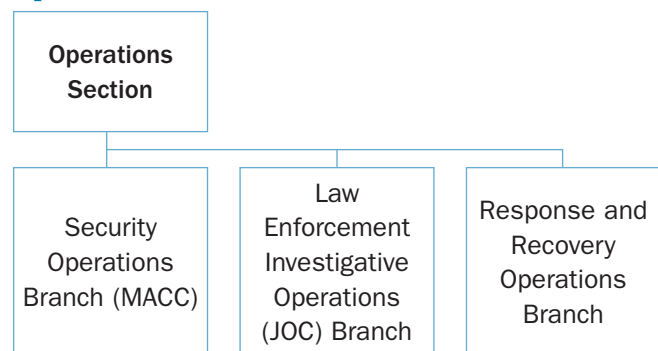 Operations
Section
Security
Operations
Branch (MACC)
Law
Enforcement
Investigative
Operations
(JOC) Branch
Response and
Recovery
Operations
Branch